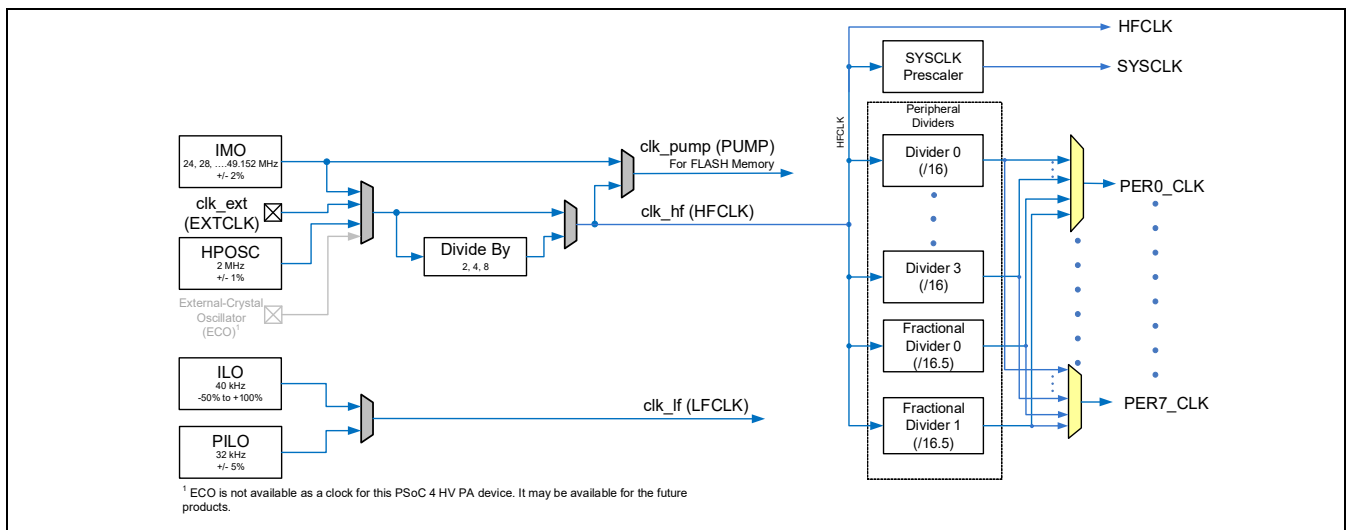 HFCLK
SYSCLK
Prescaler
SYSCLK
HFCLK
Peripheral
Dividers
IMO
24, 28, ....49.152 MHz
+/- 2%
clk_pump (PUMP)
For FLASH Memory
Divider 0
(/16)
PER0_CLK
clk_ext
(EXTCLK)
clk_hf (HFCLK)
HPOSC
2 MHz
+/- 1%
Divide By
2, 4, 8
Divider 3
(/16)
External-Crystal
Oscillator
(ECO)1
Fractional
Divider 0
(/16.5)
ILO
40 kHz
-50% to +100%
clk_lf (LFCLK)
PER7_CLK
Fractional
Divider 1
(/16.5)
PILO
32 kHz
+/- 5%
1 ECO is not available as a clock for this PSoC 4 HV PA device. It may be available for the future
products.